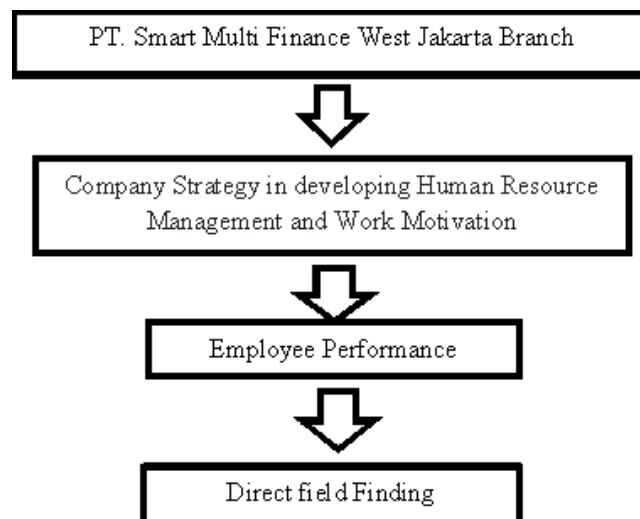 PT. Smart Multi Finance West Jakarta Branch
Company Strategy in developing Human Resource
Management and Work Motivation
Employee Performance
Direct field Finding